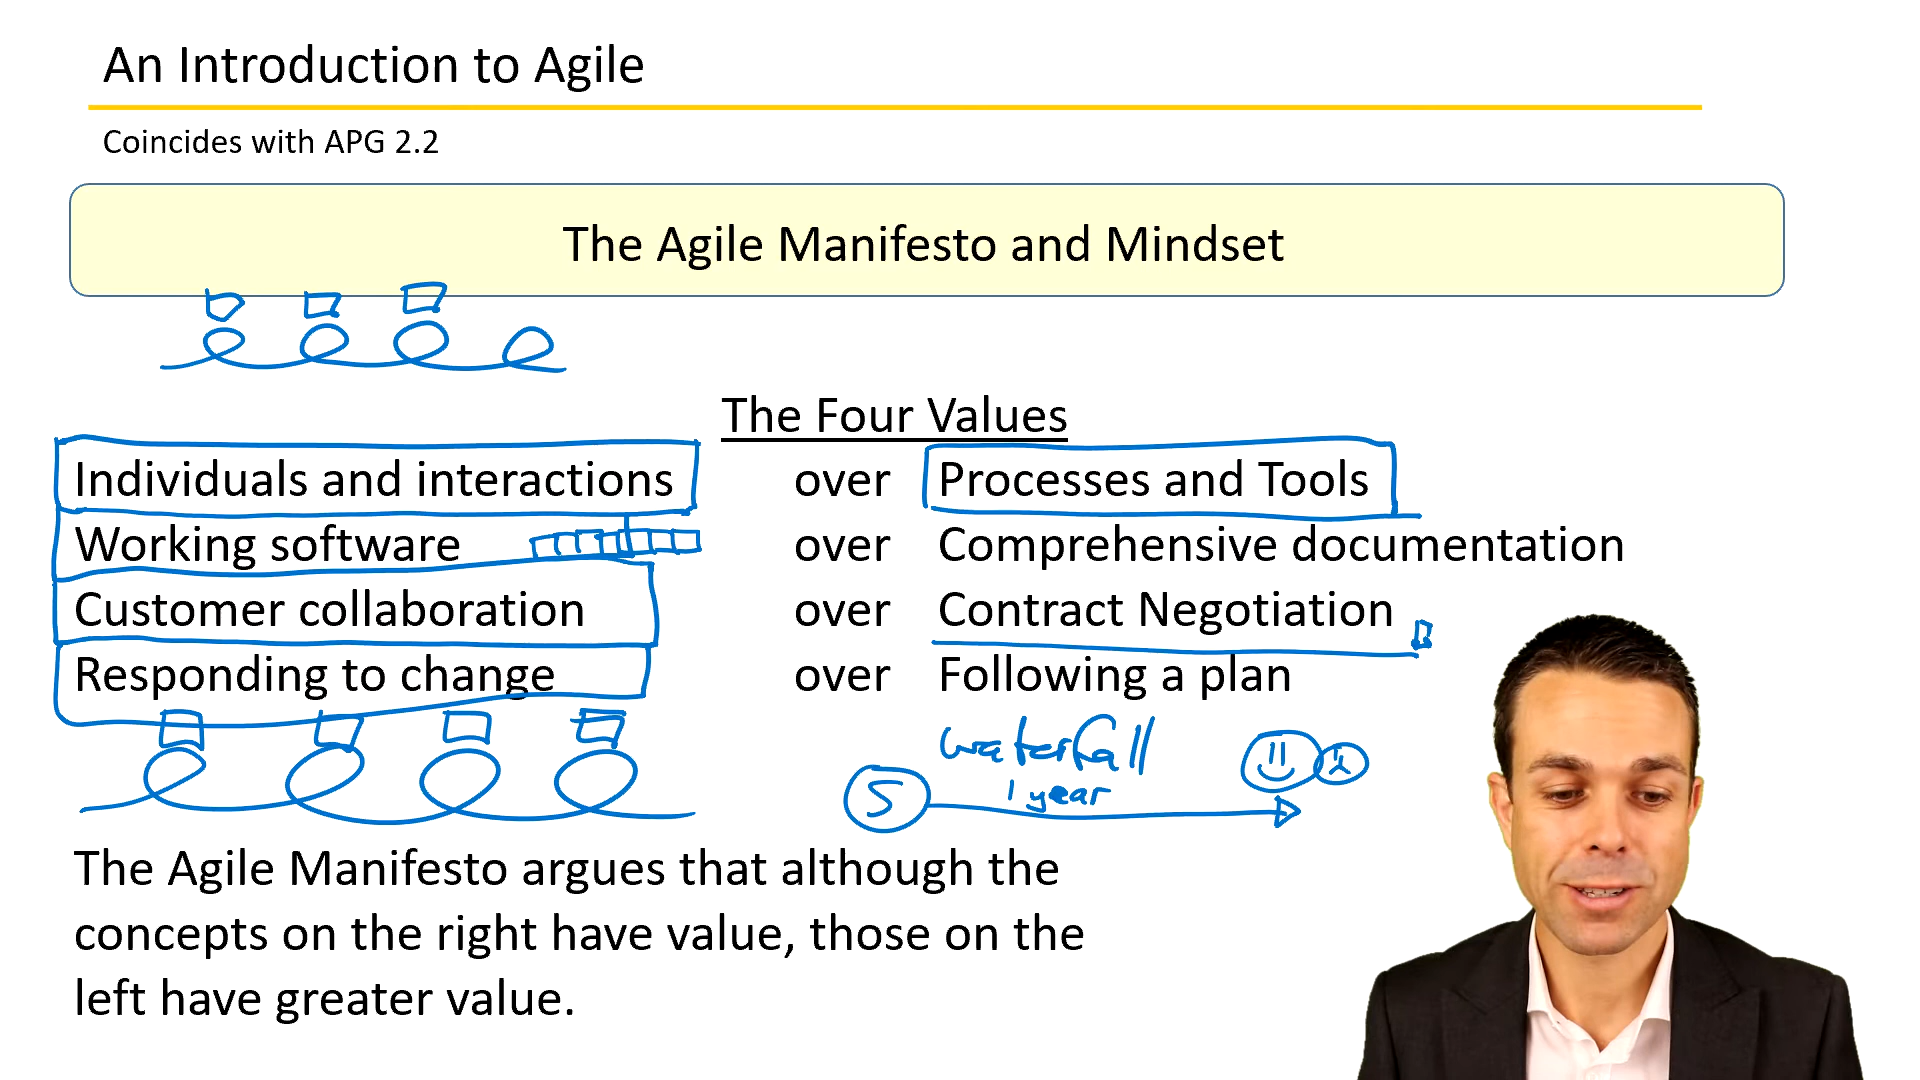 An Introduction to Agile
Coincides with APG 2.2
The Agile Manifesto and Mindset
The Four Values
Individuals and interactions over Processes and Tools
Working software over Comprehensive documentation
Customer collaboration over Contract Negotiation
Responding to change over Following a plan
waterfall
S 1 year
The Agile Manifesto argues that although the
concepts on the right have value, those on the
left have greater value.